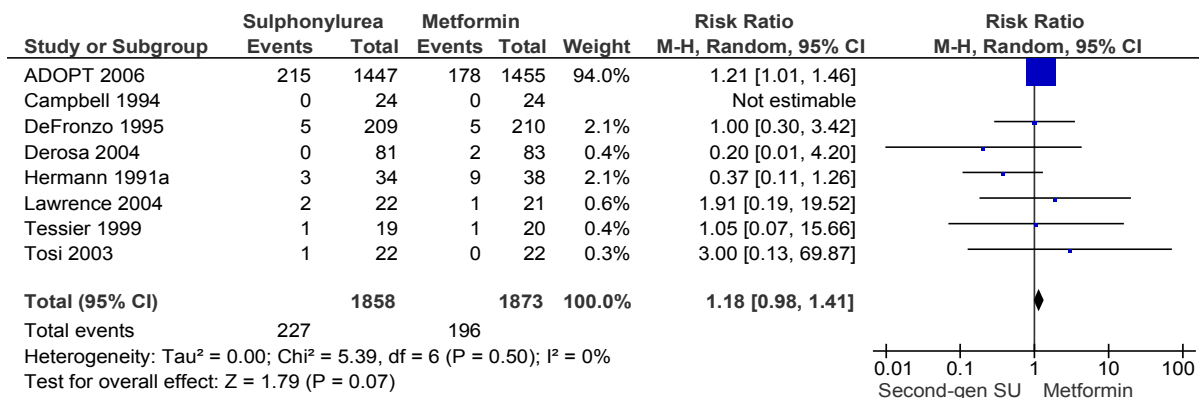 Sulphonylurea Metformin Risk Ratio Risk Ratio
Study or Subgroup Events Total Events Total Weight M-H, Random, 95% CI M-H, Random, 95% CI
ADOPT 2006 215 1447 178 1455 94.0% 1.21 [1.01, 1.46]
Campbell 1994 0 24 0 24 Not estimable
DeFronzo 1995 5 209 5 210 2.1% 1.00 [0.30, 3.42]
Derosa 2004 0 81 2 83 0.4% 0.20 [0.01, 4.20]
Hermann 1991a 3 34 9 38 2.1% 0.37 [0.11, 1.26]
Lawrence 2004 2 22 1 21 0.6% 1.91 [0.19, 19.52]
Tessier 1999 1 19 1 20 0.4% 1.05 [0.07, 15.66]
Tosi 2003 1 22 0 22 0.3% 3.00 [0.13, 69.87]
Total (95% CI) 1858 1873 100.0% 1.18 [0.98, 1.41]
Total events 227 196
Heterogeneity: Tau² = 0.00; Chi² = 5.39, df = 6 (P = 0.50); I² = 0%
Test for overall effect: Z = 1.79 (P = 0.07)
0.01 0.1 1 10 100
Second-gen SU Metformin